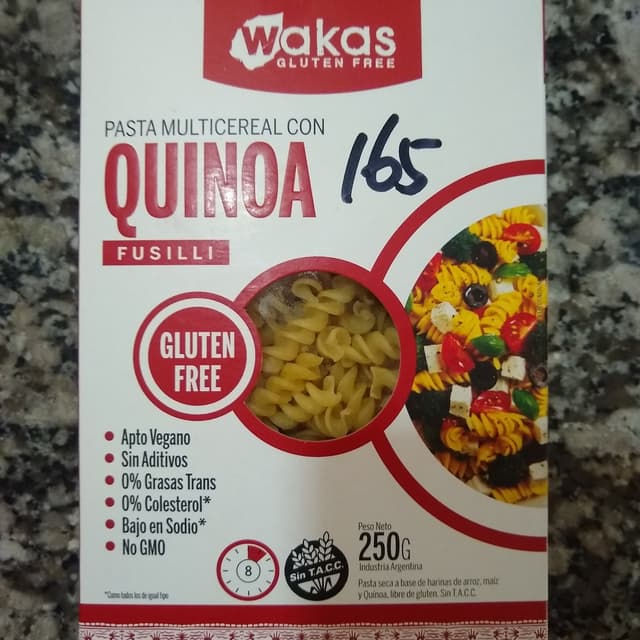 wakas
GLUTEN FREE
PASTA MULTICEREAL CON
QUINOA
165
FUSILLI
GLUTEN
FREE
Apto Vegano
Sin Aditivos
0% Grasas Trans
0% Colesterol*
Bajo en Sodio*
No GMO
*Como todos los de igual tipo
8
Sin T.A.C.C.
Peso Neto
250G
Industria Argentina
Pasta seca a base de harinas de arroz, maíz
y Quinoa, libre de gluten. Sin T.A.C.C.